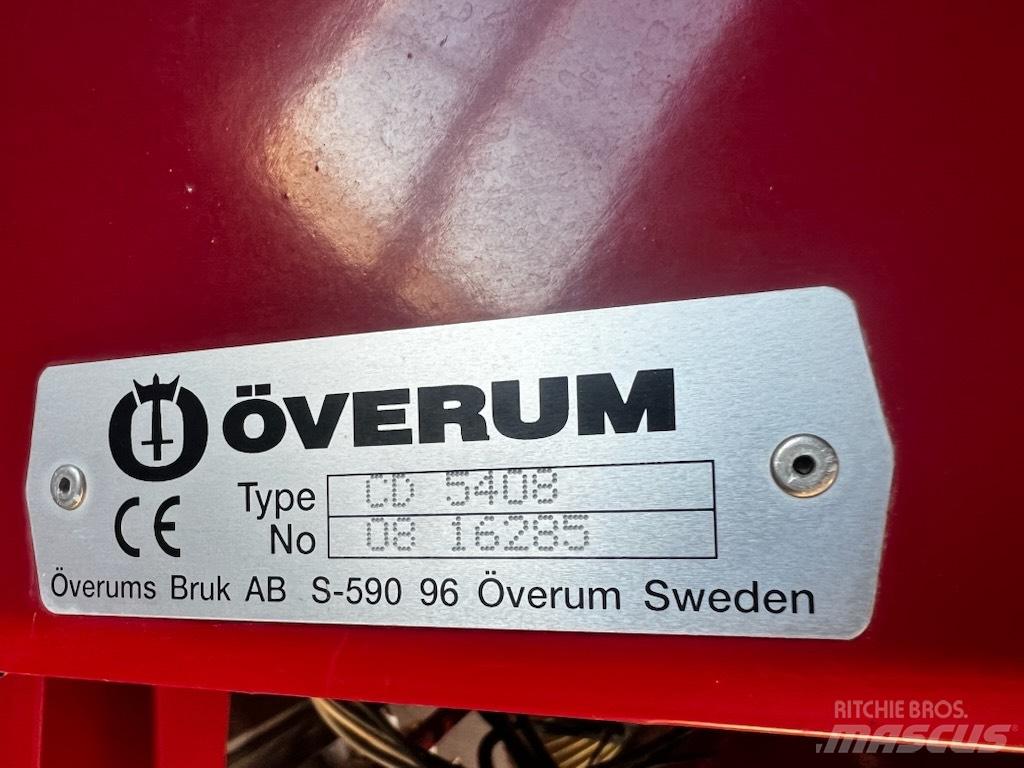 ÖVERUM
CE
Type CD 5408
No 08 16285
Överums Bruk AB S-590 96 Överum Sweden
RITCHIE BROS.
MASCUS